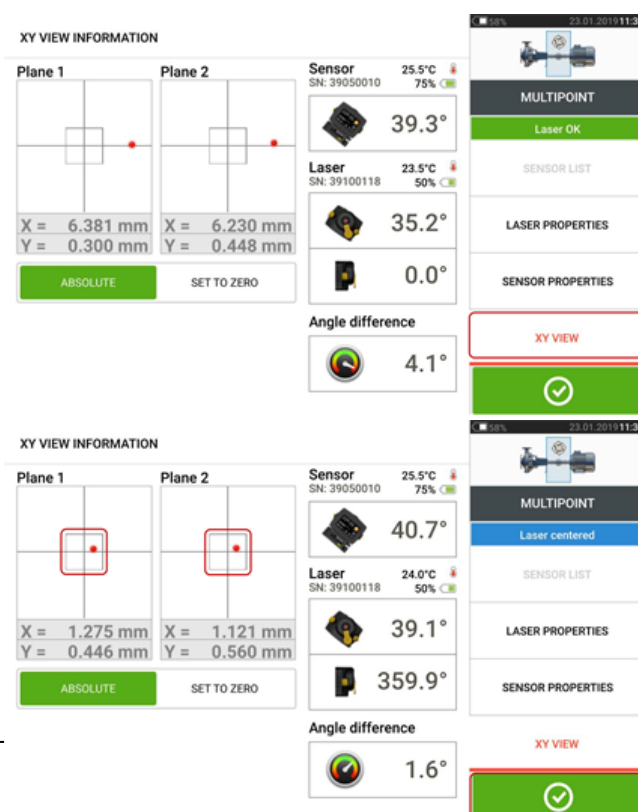 58% 23.01.2019 11:3
XY VIEW INFORMATION
Plane 1 Plane 2
X = 6.381 mm X = 6.230 mm
Y = 0.300 mm Y = 0.448 mm
ABSOLUTE SET TO ZERO
Sensor 25.5°C
SN: 39050010 75%
39.3°
Laser 23.5°C
SN: 39100118 50%
35.2°
0.0°
Angle difference
4.1°
MULTIPOINT
Laser OK
SENSOR LIST
LASER PROPERTIES
SENSOR PROPERTIES
XY VIEW
58% 23.01.2019 11:3
XY VIEW INFORMATION
Plane 1 Plane 2
X = 1.275 mm X = 1.121 mm
Y = 0.446 mm Y = 0.560 mm
ABSOLUTE SET TO ZERO
Sensor 25.5°C
SN: 39050010 75%
40.7°
Laser 24.0°C
SN: 39100118 50%
39.1°
359.9°
Angle difference
1.6°
MULTIPOINT
Laser centered
SENSOR LIST
LASER PROPERTIES
SENSOR PROPERTIES
XY VIEW